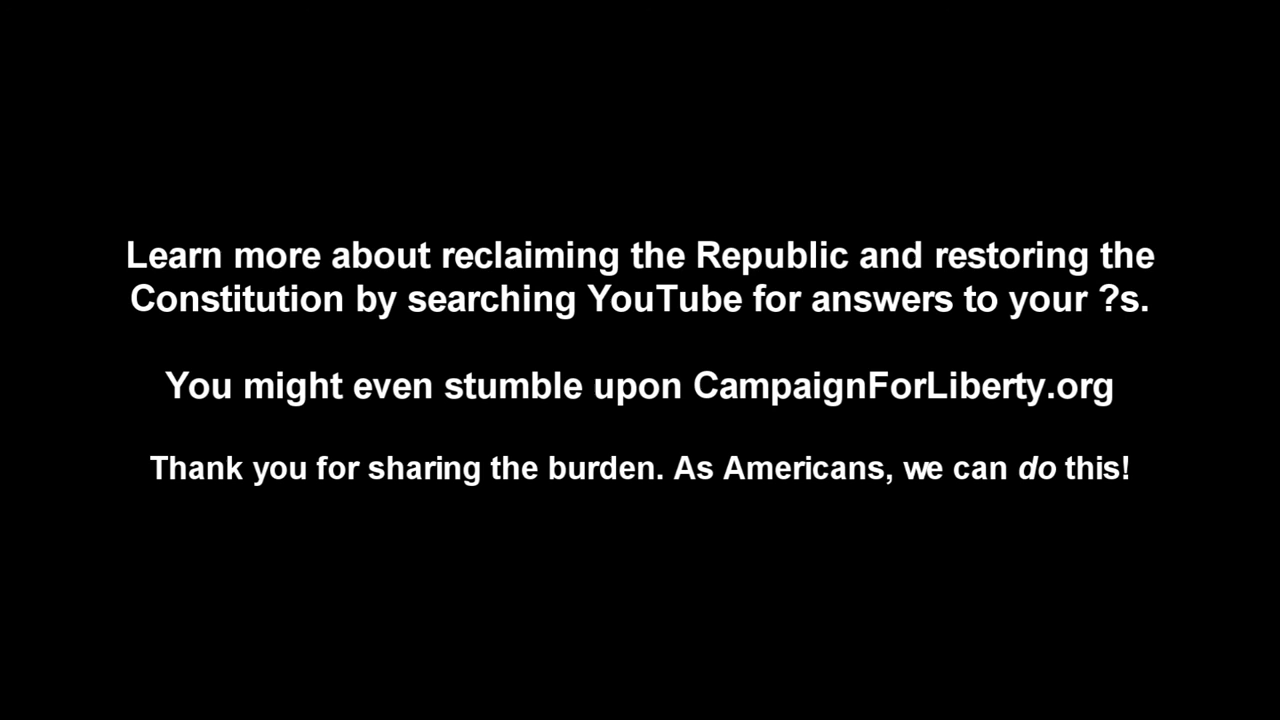 Learn more about reclaiming the Republic and restoring the
Constitution by searching YouTube for answers to your ?s.
You might even stumble upon CampaignForLiberty.org
Thank you for sharing the burden. As Americans, we can do this!